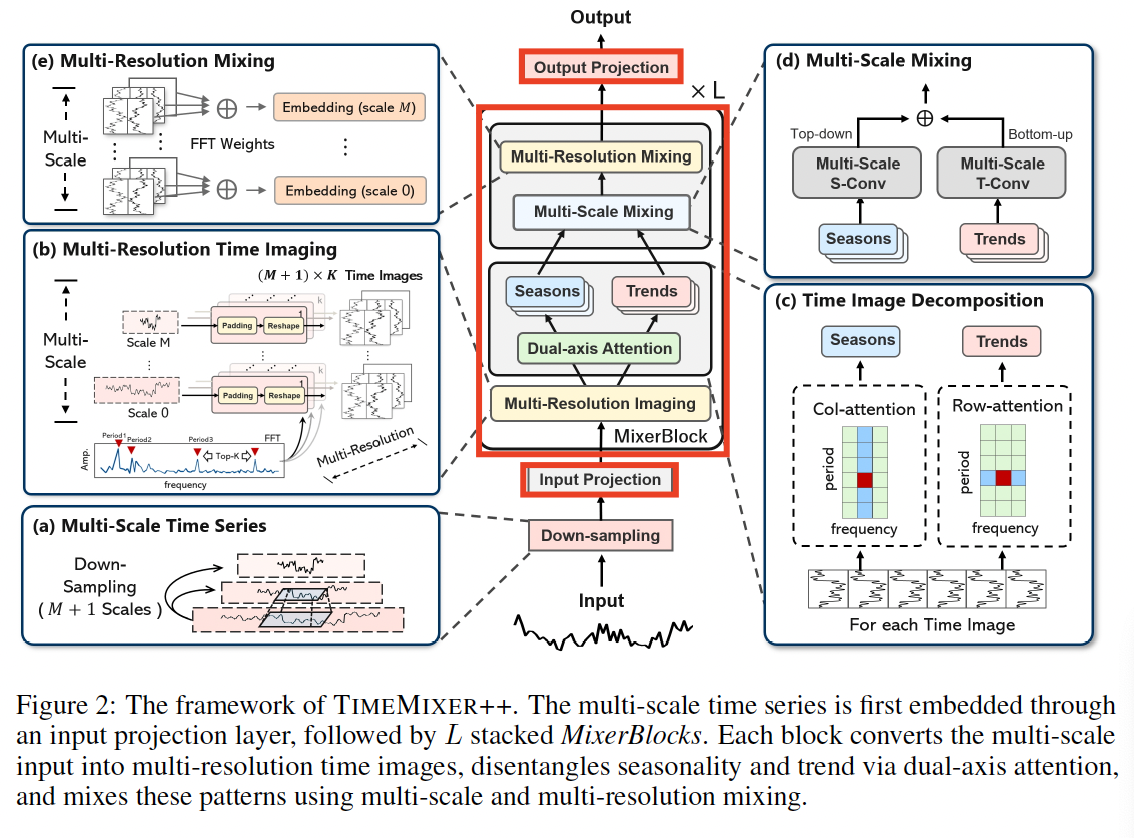 Output
Output Projection
× L
Multi-Resolution Mixing
Multi-Scale Mixing
Seasons
Trends
Dual-axis Attention
Multi-Resolution Imaging
MixerBlock
Input Projection
Down-sampling
Input
(e) Multi-Resolution Mixing
Multi-
Scale
FFT Weights
Embedding (scale M)
Embedding (scale 0)
(b) Multi-Resolution Time Imaging
(M + 1) × K Time Images
Multi-
Scale
Scale M
Padding
Reshape
1
k
Scale 0
Padding
Reshape
1
k
Period1
Period2
Period3
Top-K
FFT
Amp.
frequency
Multi-Resolution
(a) Multi-Scale Time Series
Down-
Sampling
( M + 1 Scales )
(d) Multi-Scale Mixing
Top-down
Bottom-up
Multi-Scale
S-Conv
Multi-Scale
T-Conv
Seasons
Trends
(c) Time Image Decomposition
Seasons
Trends
Col-attention
Row-attention
period
frequency
period
frequency
For each Time Image
Figure 2: The framework of TIMEMIXER++. The multi-scale time series is first embedded through
an input projection layer, followed by L stacked MixerBlocks. Each block converts the multi-scale
input into multi-resolution time images, disentangles seasonality and trend via dual-axis attention,
and mixes these patterns using multi-scale and multi-resolution mixing.